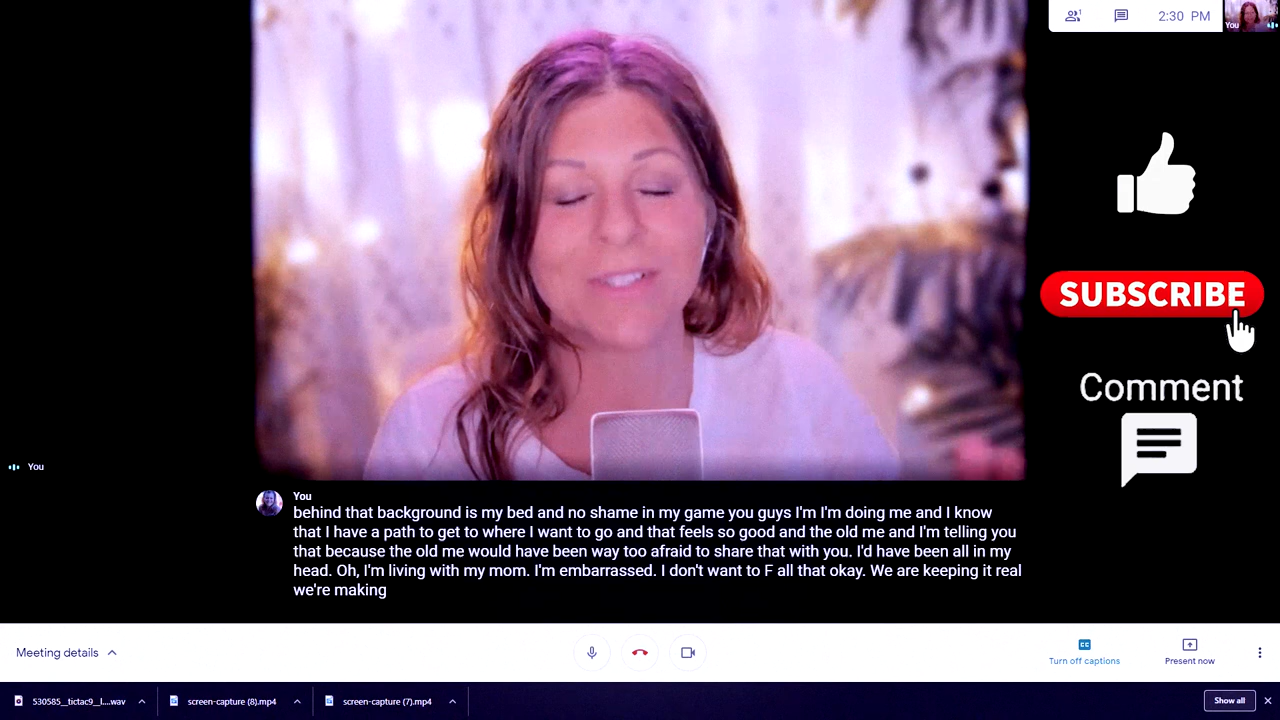 2:30 PM
You
SUBSCRIBE
Comment
You
You
behind that background is my bed and no shame in my game you guys I'm I'm doing me and I know
that I have a path to get to where I want to go and that feels so good and the old me and I'm telling you
that because the old me would have been way too afraid to share that with you. I'd have been all in my
head. Oh, I'm living with my mom. I'm embarrassed. I don't want to F all that okay. We are keeping it real
we're making
Meeting details
Turn off captions
Present now
530585__tictac9__l....wav
screen-capture (8).mp4
screen-capture (7).mp4
Show all